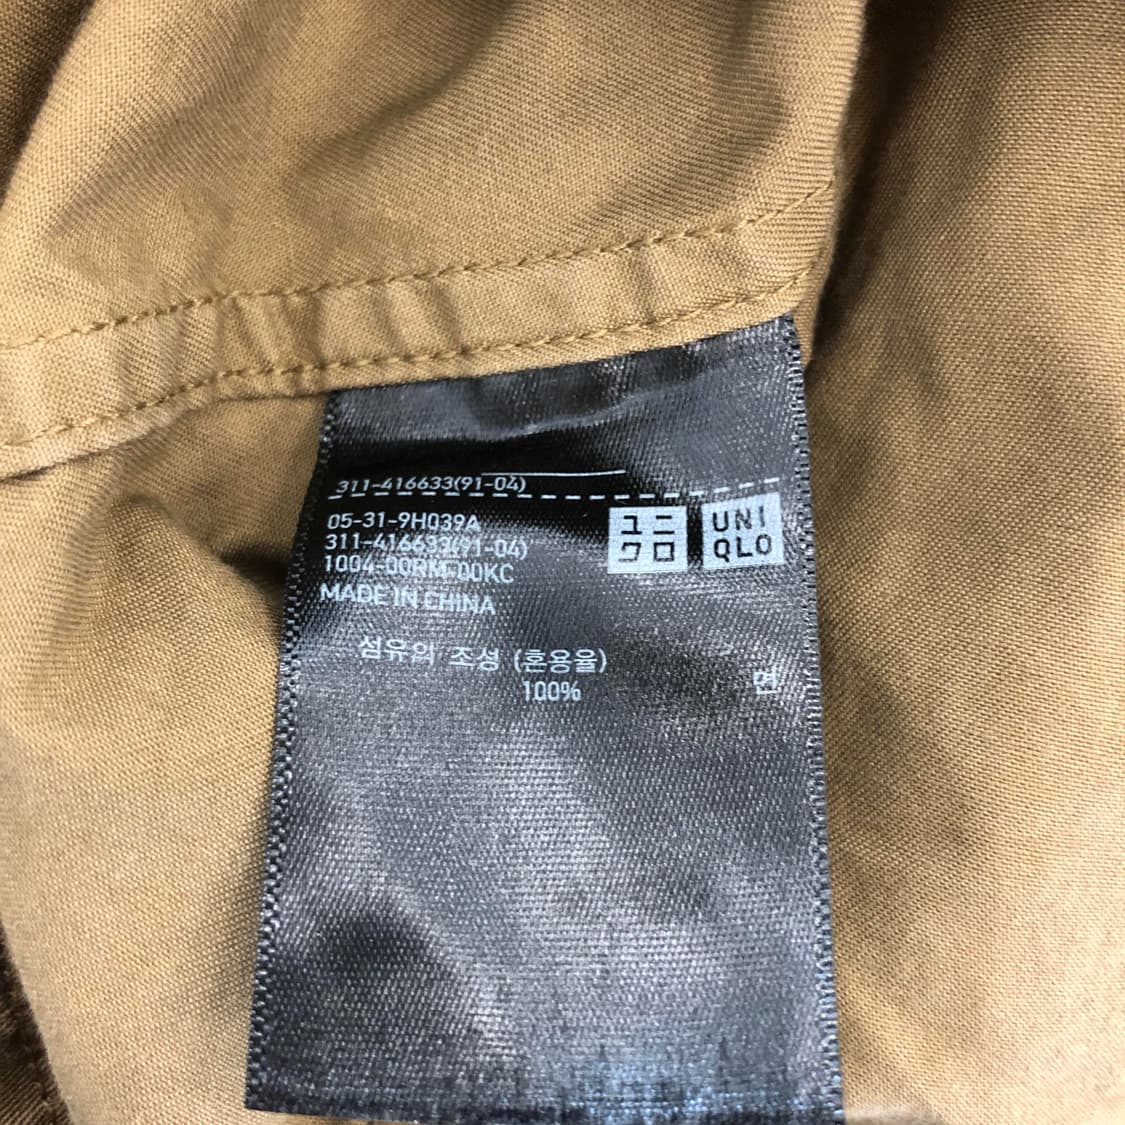 311-416633(91-04)
05-31-9H039A
311-416633(91-04)
1004-00RM-00KC
MADE IN CHINA
ユニ
クロ
UNI
QLO
섬유의 조성 (혼용율)
면 100%